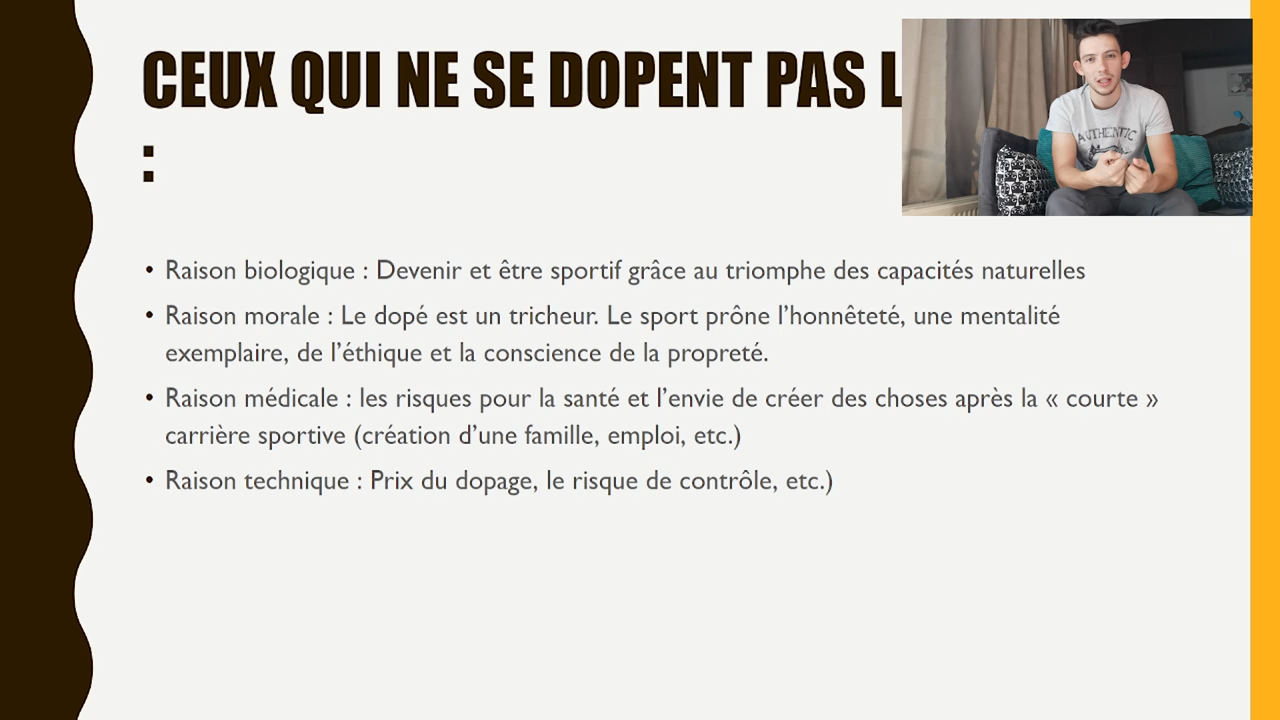 CEUX QUI NE SE DOPENT PAS
:
AUTHENTIC
• Raison biologique : Devenir et être sportif grâce au triomphe des capacités naturelles
• Raison morale : Le dopé est un tricheur. Le sport prône l’honnêteté, une mentalité
exemplaire, de l’éthique et la conscience de la propreté.
• Raison médicale : les risques pour la santé et l’envie de créer des choses après la « courte »
carrière sportive (création d’une famille, emploi, etc.)
• Raison technique : Prix du dopage, le risque de contrôle, etc.)